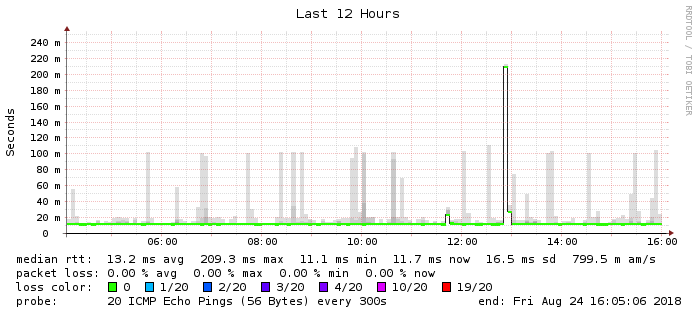 Last 12 Hours
RRDTOOL / TOBI OETIKER
Seconds
240 m
220 m
200 m
180 m
160 m
140 m
120 m
100 m
80 m
60 m
40 m
20 m
0
06:00 08:00 10:00 12:00 14:00 16:00
median rtt: 13.2 ms avg 209.3 ms max 11.1 ms min 11.7 ms now 16.5 ms sd 799.5 m am/s
packet loss: 0.00 % avg 0.00 % max 0.00 % min 0.00 % now
loss color: 0 1/20 2/20 3/20 4/20 10/20 19/20
probe: 20 ICMP Echo Pings (56 Bytes) every 300s end: Fri Aug 24 16:05:06 2018